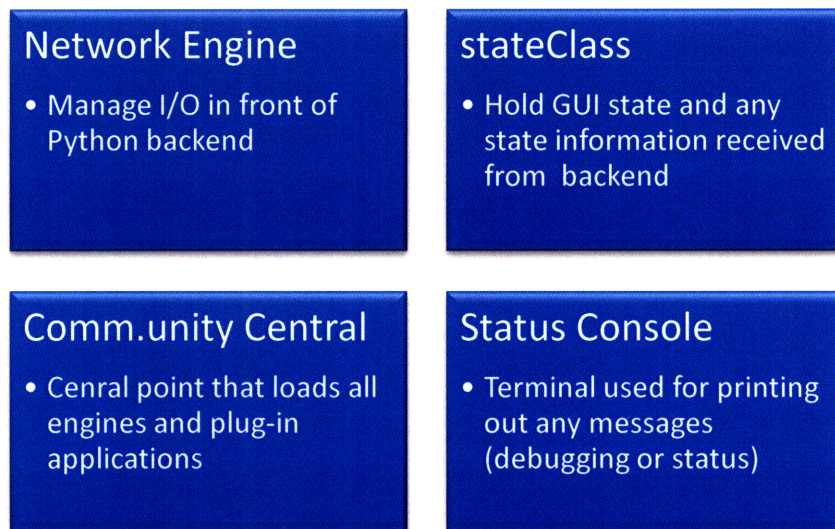 Network Engine
• Manage I/O in front of
Python backend
stateClass
• Hold GUI state and any
state information received
from backend
Comm.unity Central
• Cenral point that loads all
engines and plug-in
applications
Status Console
• Terminal used for printing
out any messages
(debugging or status)